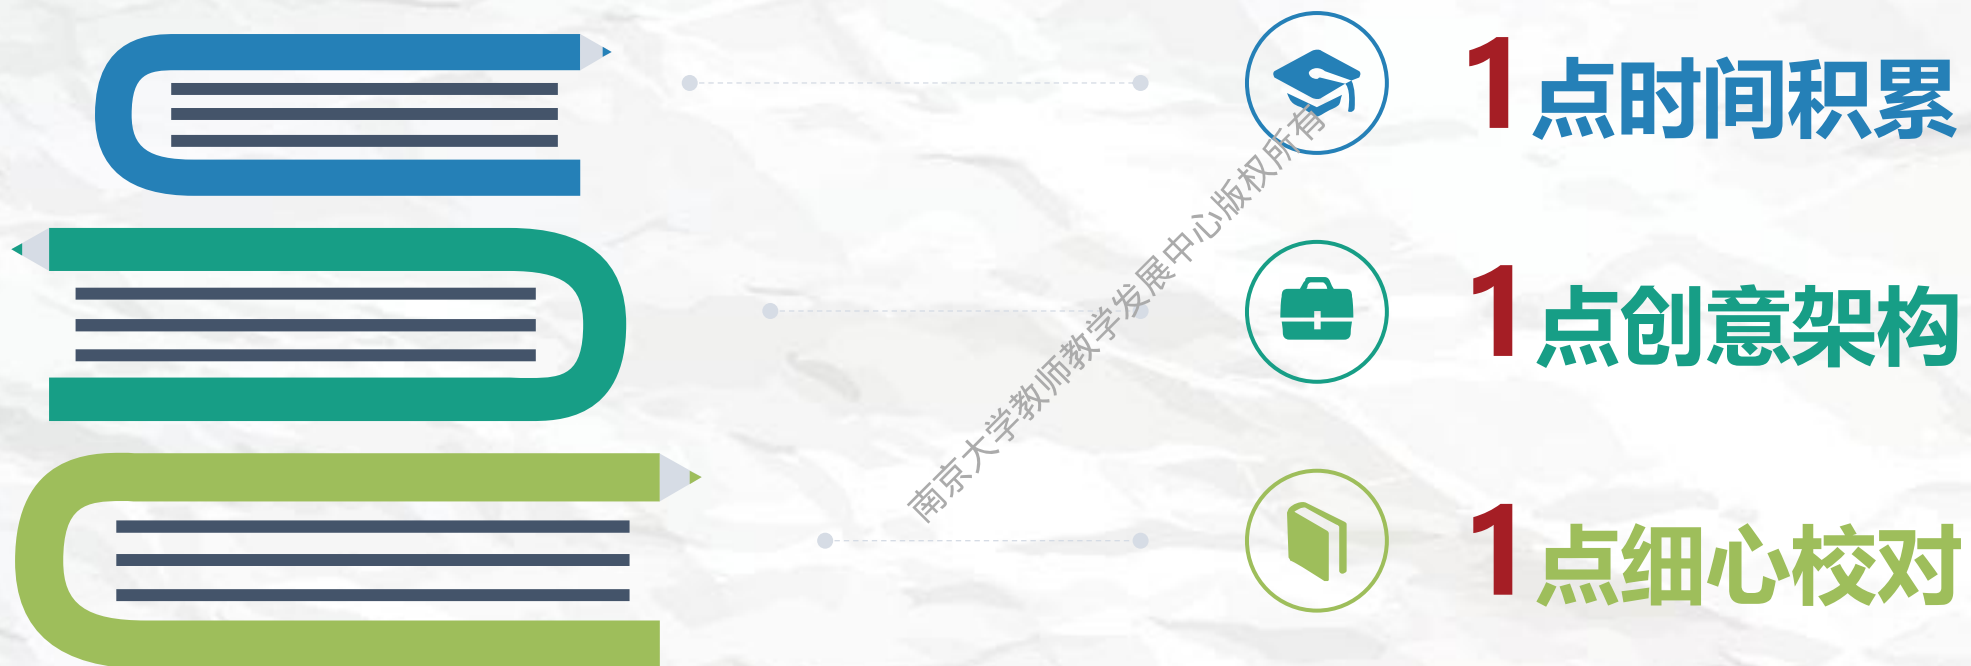 1点时间积累
南京大学教师教学发展中心版权所有
1点创意架构
1点细心校对